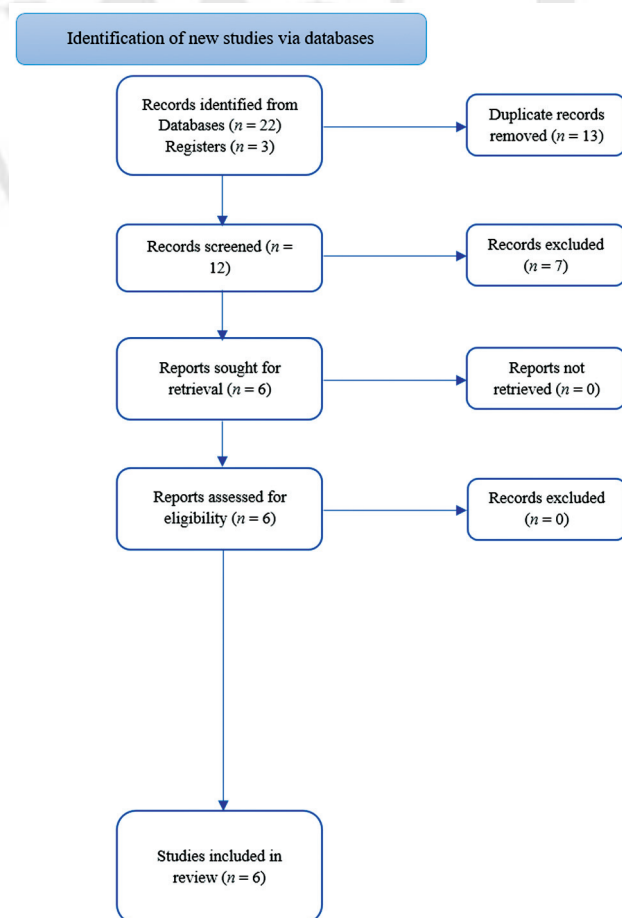 Identification of new studies via databases
Records identified from
Databases (n = 22)
Registers (n = 3)
Duplicate records
removed (n = 13)
Records screened (n =
12)
Records excluded
(n = 7)
Reports sought for
retrieval (n = 6)
Reports not
retrieved (n = 0)
Reports assessed for
eligibility (n = 6)
Records excluded
(n = 0)
Studies included in
review (n = 6)